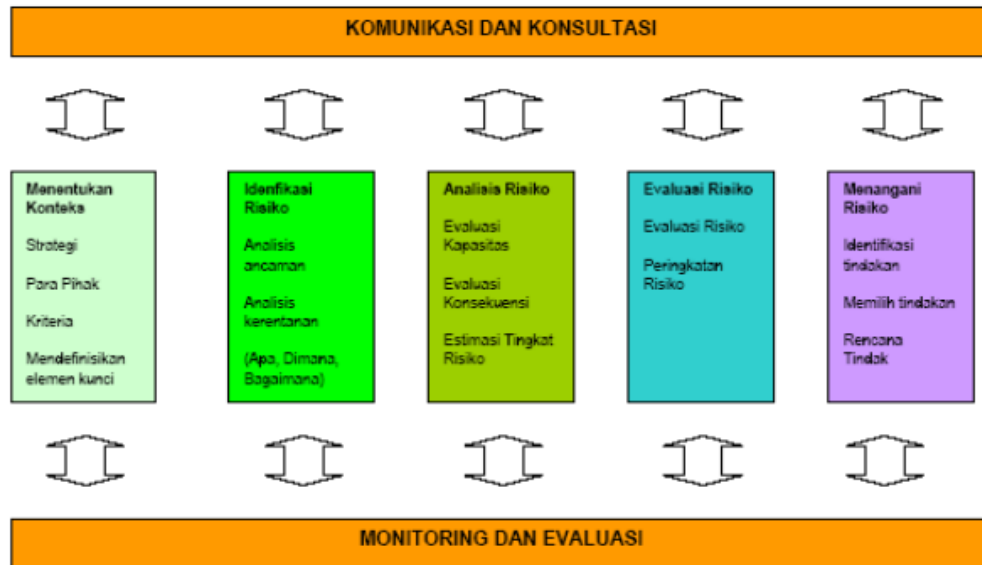 KOMUNIKASI DAN KONSULTASI
Menentukan
Konteks
Strategi
Para Pihak
Kriteria
Mendefinisikan
elemen kunci
Idenfikasi
Risiko
Analisis
ancaman
Analisis
kerentanan
(Apa, Dimana,
Bagaimana)
Analisis Risiko
Evaluasi
Kapasitas
Evaluasi
Konsekuensi
Estimasi Tingkat
Risiko
Evaluasi Risiko
Evaluasi Risiko
Peringkatan
Risiko
Menangani
Risiko
Identifikasi
tindakan
Memilih tindakan
Rencana
Tindak
MONITORING DAN EVALUASI